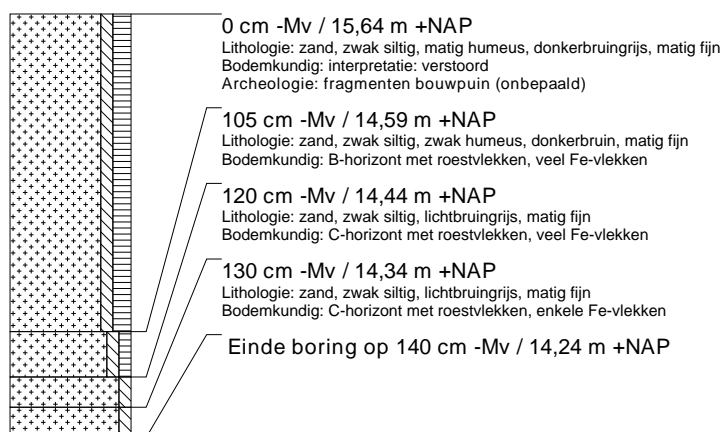 0 cm -Mv / 15,64 m +NAP
Lithologie: zand, zwak siltig, matig humeus, donkerbruingrijs, matig fijn
Bodemkundig: interpretatie: verstoord
Archeologie: fragmenten bouwpuin (onbepaald)
105 cm -Mv / 14,59 m +NAP
Lithologie: zand, zwak siltig, zwak humeus, donkerbruin, matig fijn
Bodemkundig: B-horizont met roestvlekken, veel Fe-vlekken
120 cm -Mv / 14,44 m +NAP
Lithologie: zand, zwak siltig, lichtbruingrijs, matig fijn
Bodemkundig: C-horizont met roestvlekken, veel Fe-vlekken
130 cm -Mv / 14,34 m +NAP
Lithologie: zand, zwak siltig, lichtbruingrijs, matig fijn
Bodemkundig: C-horizont met roestvlekken, enkele Fe-vlekken
Einde boring op 140 cm -Mv / 14,24 m +NAP